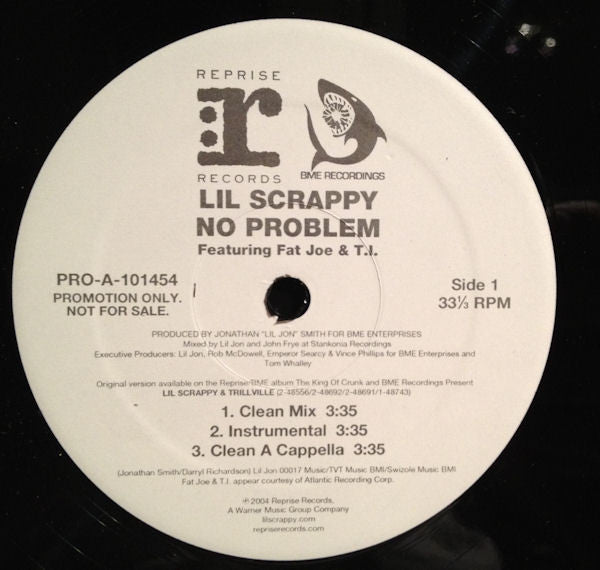 REPRISE
r
RECORDS
BME RECORDINGS
LIL SCRAPPY
NO PROBLEM
Featuring Fat Joe & T.I.
PRO-A-101454
PROMOTION ONLY.
NOT FOR SALE.
Side 1
33⅓ RPM
PRODUCED BY JONATHAN "LIL JON" SMITH FOR BME ENTERPRISES
Mixed by Lil Jon and John Frye at Stankonia Recordings
Executive Producers: Lil Jon, Rob McDowell, Emperor Searcy & Vince Phillips for BME Enterprises and
Tom Whalley
Original version available on the Reprise/BME album The King Of Crunk and BME Recordings Present
LIL SCRAPPY & TRILLVILLE (2-48556/2-48692/2-48691/1-48743)
1. Clean Mix 3:35
2. Instrumental 3:35
3. Clean A Cappella 3:35
(Jonathan Smith/Darryl Richardson) Lil Jon 00017 Music/TVT Music BMI/Swizole Music BMI
Fat Joe & T.I. appear courtesy of Atlantic Recording Corp.
℗2004 Reprise Records,
A Warner Music Group Company
lilscrappy.com
repriserecords.com